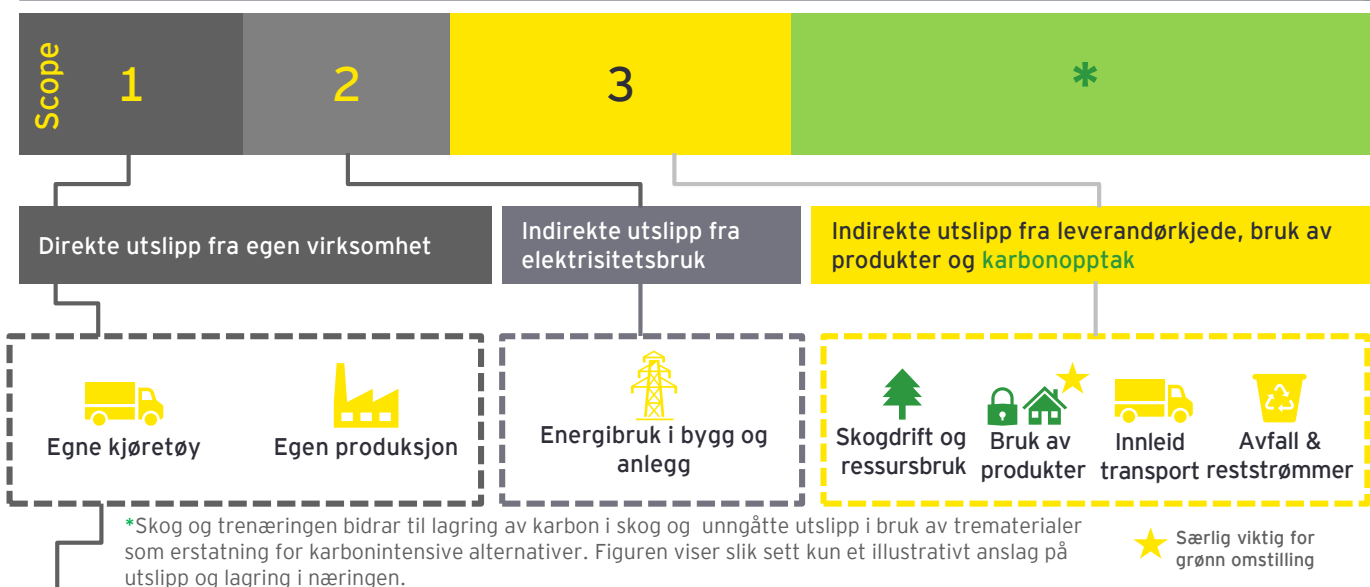 Scope
1
2
3
*
Direkte utslipp fra egen virksomhet
Indirekte utslipp fra
elektrisitetsbruk
Indirekte utslipp fra leverandørkjede, bruk av
produkter og karbonopptak
Egne kjøretøy
Egen produksjon
Energibruk i bygg og
anlegg
Skogdrift og
ressursbruk
Bruk av
produkter
Innleid
transport
Avfall &
reststrømmer
*Skog og trenæringen bidrar til lagring av karbon i skog og unngåtte utslipp i bruk av trematerialer
som erstatning for karbonintensive alternativer. Figuren viser slik sett kun et illustrativt anslag på
utslipp og lagring i næringen.
Særlig viktig for
grønn omstilling